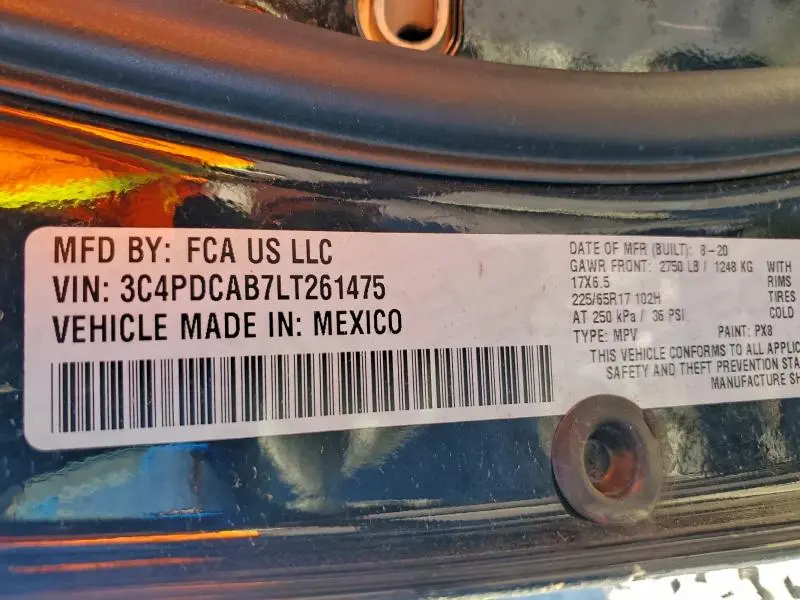 MFD BY: FCA US LLC
VIN: 3C4PDCAB7LT261475
VEHICLE MADE IN: MEXICO
DATE OF MFR (BUILT): 8-20
GAWR FRONT: 2750 LB / 1248 KG WITH
17X6.5 RIMS
225/65R17 102H TIRES
AT 250 kPa / 36 PSI COLD
TYPE: MPV PAINT: PX8
THIS VEHICLE CONFORMS TO ALL APPLIC
SAFETY AND THEFT PREVENTION STA
MANUFACTURE SH